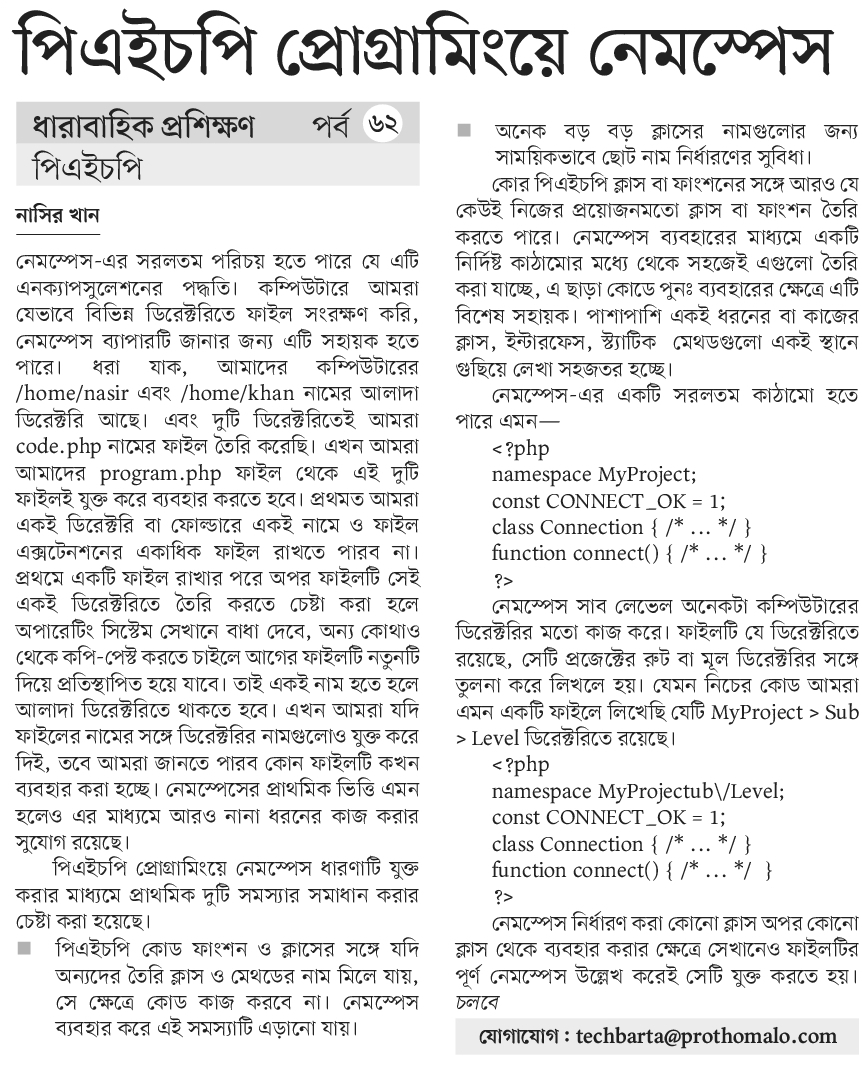 পিএইচপি প্রোগ্রামিংয়ে নেমস্পেস
ধারাবাহিক প্রশিক্ষণ পর্ব ৬২
পিএইচপি
নাসির খান
নেমস্পেস-এর সরলতম পরিচয় হতে পারে যে এটি
এনক্যাপসুলেশনের পদ্ধতি। কম্পিউটারে আমরা
যেভাবে বিভিন্ন ডিরেক্টরিতে ফাইল সংরক্ষণ করি,
নেমস্পেস ব্যাপারটি জানার জন্য এটি সহায়ক হতে
পারে। ধরা যাক, আমাদের কম্পিউটারের
/home/nasir এবং /home/khan নামের আলাদা
ডিরেক্টরি আছে। এবং দুটি ডিরেক্টরিতেই আমরা
code.php নামের ফাইল তৈরি করেছি। এখন আমরা
আমাদের program.php ফাইল থেকে এই দুটি
ফাইলই যুক্ত করে ব্যবহার করতে হবে। প্রথমত আমরা
একই ডিরেক্টরি বা ফোল্ডারে একই নামে ও ফাইল
এক্সটেনশনের একাধিক ফাইল রাখতে পারব না।
প্রথমে একটি ফাইল রাখার পরে অপর ফাইলটি সেই
একই ডিরেক্টরিতে তৈরি করতে চেষ্টা করা হলে
অপারেটিং সিস্টেম সেখানে বাধা দেবে, অন্য কোথাও
থেকে কপি-পেস্ট করতে চাইলে আগের ফাইলটি নতুনটি
দিয়ে প্রতিস্থাপিত হয়ে যাবে। তাই একই নাম হতে হলে
আলাদা ডিরেক্টরিতে থাকতে হবে। এখন আমরা যদি
ফাইলের নামের সঙ্গে ডিরেক্টরির নামগুলোও যুক্ত করে
দিই, তবে আমরা জানতে পারব কোন ফাইলটি কখন
ব্যবহার করা হচ্ছে। নেমস্পেসের প্রাথমিক ভিত্তি এমন
হলেও এর মাধ্যমে আরও নানা ধরনের কাজ করার
সুযোগ রয়েছে।
পিএইচপি প্রোগ্রামিংয়ে নেমস্পেস ধারণাটি যুক্ত
করার মাধ্যমে প্রাথমিক দুটি সমস্যার সমাধান করার
চেষ্টা করা হয়েছে।
■ পিএইচপি কোড ফাংশন ও ক্লাসের সঙ্গে যদি
অন্যদের তৈরি ক্লাস ও মেথডের নাম মিলে যায়,
সে ক্ষেত্রে কোড কাজ করবে না। নেমস্পেস
ব্যবহার করে এই সমস্যাটি এড়ানো যায়।
■ অনেক বড় বড় ক্লাসের নামগুলোর জন্য
সাময়িকভাবে ছোট নাম নির্ধারণের সুবিধা।
কোর পিএইচপি ক্লাস বা ফাংশনের সঙ্গে আরও যে
কেউই নিজের প্রয়োজনমতো ক্লাস বা ফাংশন তৈরি
করতে পারে। নেমস্পেস ব্যবহারের মাধ্যমে একটি
নির্দিষ্ট কাঠামোর মধ্যে থেকে সহজেই এগুলো তৈরি
করা যাচ্ছে, এ ছাড়া কোডে পুনঃ ব্যবহারের ক্ষেত্রে এটি
বিশেষ সহায়ক। পাশাপাশি একই ধরনের বা কাজের
ক্লাস, ইন্টারফেস, স্ট্যাটিক মেথডগুলো একই স্থানে
গুছিয়ে লেখা সহজতর হচ্ছে।
নেমস্পেস-এর একটি সরলতম কাঠামো হতে
পারে এমন—
<?php
namespace MyProject;
const CONNECT_OK = 1;
class Connection { /* ... */ }
function connect() { /* ... */ }
?>
নেমস্পেস সাব লেভেল অনেকটা কম্পিউটারের
ডিরেক্টরির মতো কাজ করে। ফাইলটি যে ডিরেক্টরিতে
রয়েছে, সেটি প্রজেক্টের রুট বা মূল ডিরেক্টরির সঙ্গে
তুলনা করে লিখলে হয়। যেমন নিচের কোড আমরা
এমন একটি ফাইলে লিখেছি যেটি MyProject > Sub
> Level ডিরেক্টরিতে রয়েছে।
<?php
namespace MyProjectub\/Level;
const CONNECT_OK = 1;
class Connection { /* ... */ }
function connect() { /* ... */ }
?>
নেমস্পেস নির্ধারণ করা কোনো ক্লাস অপর কোনো
ক্লাস থেকে ব্যবহার করার ক্ষেত্রে সেখানেও ফাইলটির
পূর্ণ নেমস্পেস উল্লেখ করেই সেটি যুক্ত করতে হয়।
চলবে
যোগাযোগ : techbarta@prothomalo.com